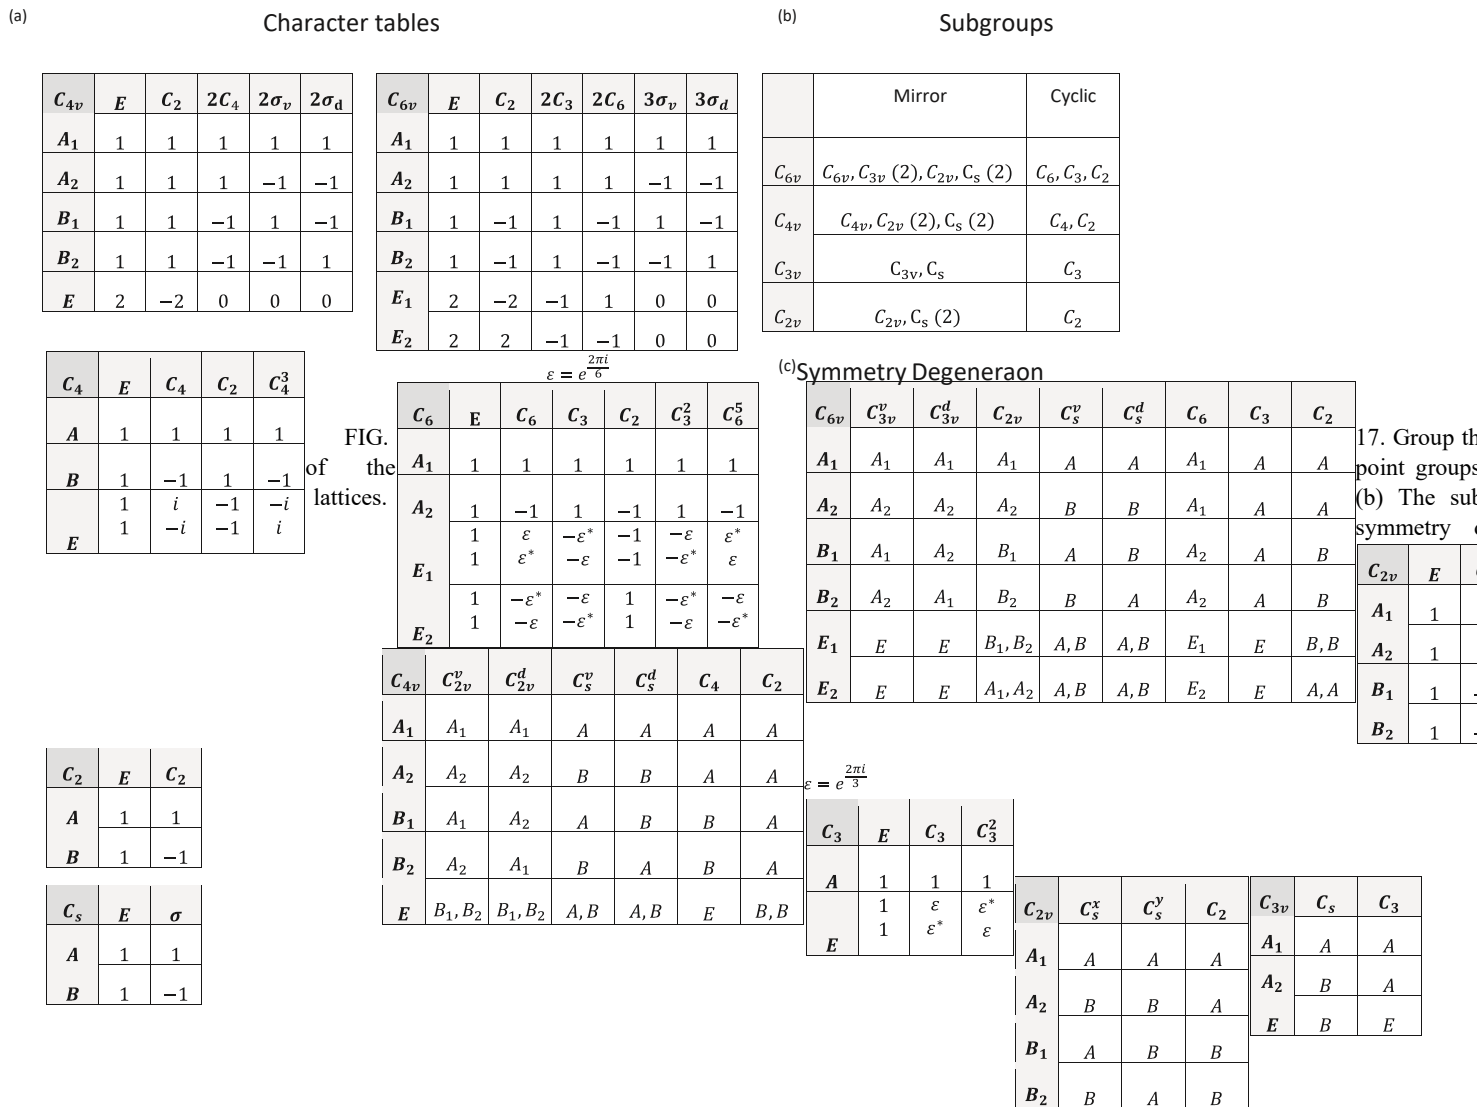 (a) Character tables
C4v E C2 2C4 2σv 2σd
A1 1 1 1 1 1
A2 1 1 1 −1 −1
B1 1 1 −1 1 −1
B2 1 1 −1 −1 1
E 2 −2 0 0 0
C6v E C2 2C3 2C6 3σv 3σd
A1 1 1 1 1 1 1
A2 1 1 1 1 −1 −1
B1 1 −1 1 −1 1 −1
B2 1 −1 1 −1 −1 1
E1 2 −2 −1 1 0 0
E2 2 2 −1 −1 0 0
(b) Subgroups
Mirror Cyclic
C6v C6v, C3v (2), C2v, Cs (2) C6, C3, C2
C4v C4v, C2v (2), Cs (2) C4, C2
C3v C3v, Cs C3
C2v C2v, Cs (2) C2
C4 E C4 C2 C4^3
A 1 1 1 1
B 1 −1 1 −1
1 i −1 −i
1 −i −1 i
E
FIG.
of the
lattices.
ε = e^(2πi/6)
C6 E C6 C3 C2 C3^2 C6^5
A1 1 1 1 1 1 1
A2 1 −1 1 −1 1 −1
1 ε −ε* −1 −ε ε*
1 ε* −ε −1 −ε* ε
E1
1 −ε* −ε 1 −ε* −ε
1 −ε −ε* 1 −ε −ε*
E2
(c) Symmetry Degeneraon
C6v C3v^v C3v^d C2v Cs^v Cs^d C6 C3 C2
A1 A1 A1 A1 A A A1 A A
A2 A2 A2 A2 B B A1 A A
B1 A1 A2 B1 A B A2 A B
B2 A2 A1 B2 B A A2 A B
E1 E E B1, B2 A, B A, B E1 E B, B
E2 E E A1, A2 A, B A, B E2 E A, A
17. Group th
point groups
(b) The sub
symmetry
C2v E
A1 1
A2 1
B1 1 −
B2 1 −
C4v C2v^v C2v^d Cs^v Cs^d C4 C2
A1 A1 A1 A A A A
A2 A2 A2 B B A A
B1 A1 A2 A B B A
B2 A2 A1 B A B A
E B1, B2 B1, B2 A, B A, B E B, B
C2 E C2
A 1 1
B 1 −1
Cs E σ
A 1 1
B 1 −1
ε = e^(2πi/3)
C3 E C3 C3^2
A 1 1 1
1 ε ε*
1 ε* ε
E
C2v Cs^x Cs^y C2
A1 A A A
A2 B B A
B1 A B B
B2 B A B
C3v Cs C3
A1 A A
A2 B A
E B E